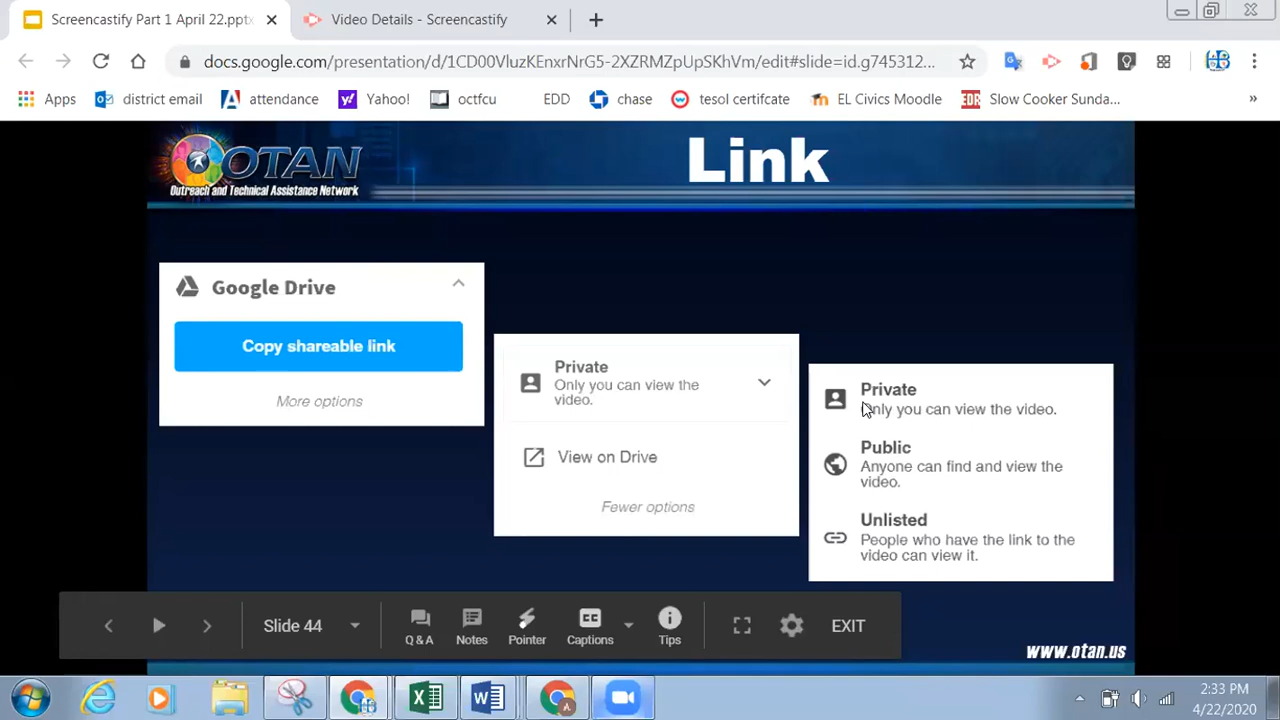 Screencastify Part 1 April 22.pptx
Video Details - Screencastify
docs.google.com/presentation/d/1CD00VluzKEnxrNrG5-2XZRMZpUpSKhVm/edit#slide=id.g745312...
Apps
district email
attendance
Yahoo!
octfcu
EDD
chase
tesol certifcate
EL Civics Moodle
EDR
Slow Cooker Sunda...
»
OTAN
Outreach and Technical Assistance Network
Link
Google Drive
Copy shareable link
More options
Private
Only you can view the
video.
View on Drive
Fewer options
Private
Only you can view the video.
Public
Anyone can find and view the
video.
Unlisted
People who have the link to the
video can view it.
Slide 44
Q & A
Notes
Pointer
CC
Captions
Tips
EXIT
www.otan.us
2:33 PM
4/22/2020